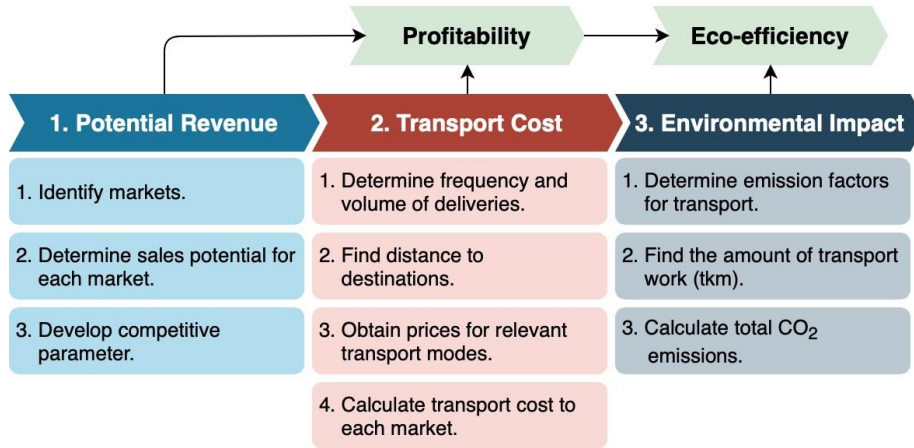 Profitability
Eco-efficiency
1. Potential Revenue
2. Transport Cost
3. Environmental Impact
1. Identify markets.
2. Determine sales potential for
each market.
3. Develop competitive
parameter.
1. Determine frequency and
volume of deliveries.
2. Find distance to
destinations.
3. Obtain prices for relevant
transport modes.
4. Calculate transport cost to
each market.
1. Determine emission factors
for transport.
2. Find the amount of transport
work (tkm).
3. Calculate total CO2
emissions.